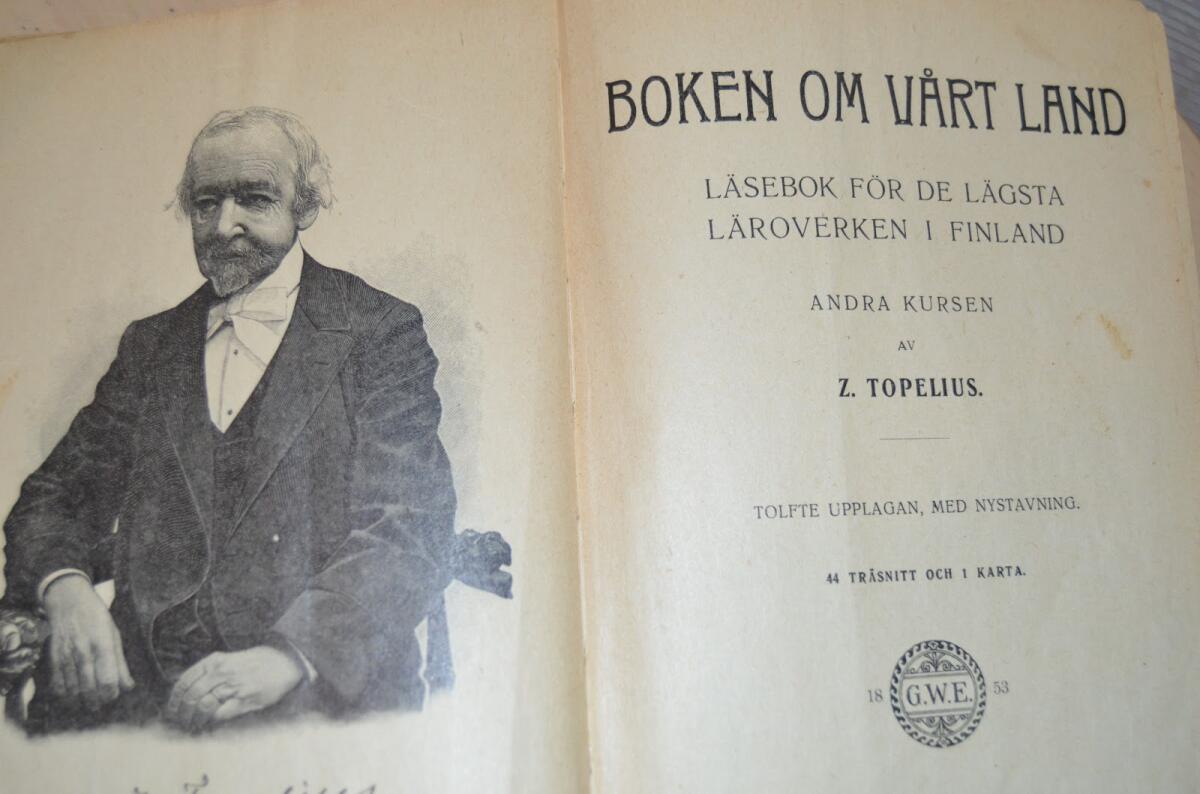 BOKEN OM VÅRT LAND
LÄSEBOK FÖR DE LÄGSTA
LÄROVERKEN I FINLAND
ANDRA KURSEN
AV
Z. TOPELIUS.
TOLFTE UPPLAGAN, MED NYSTAVNING.
44 TRÄSNITT OCH 1 KARTA.
18 G.W.E. 53